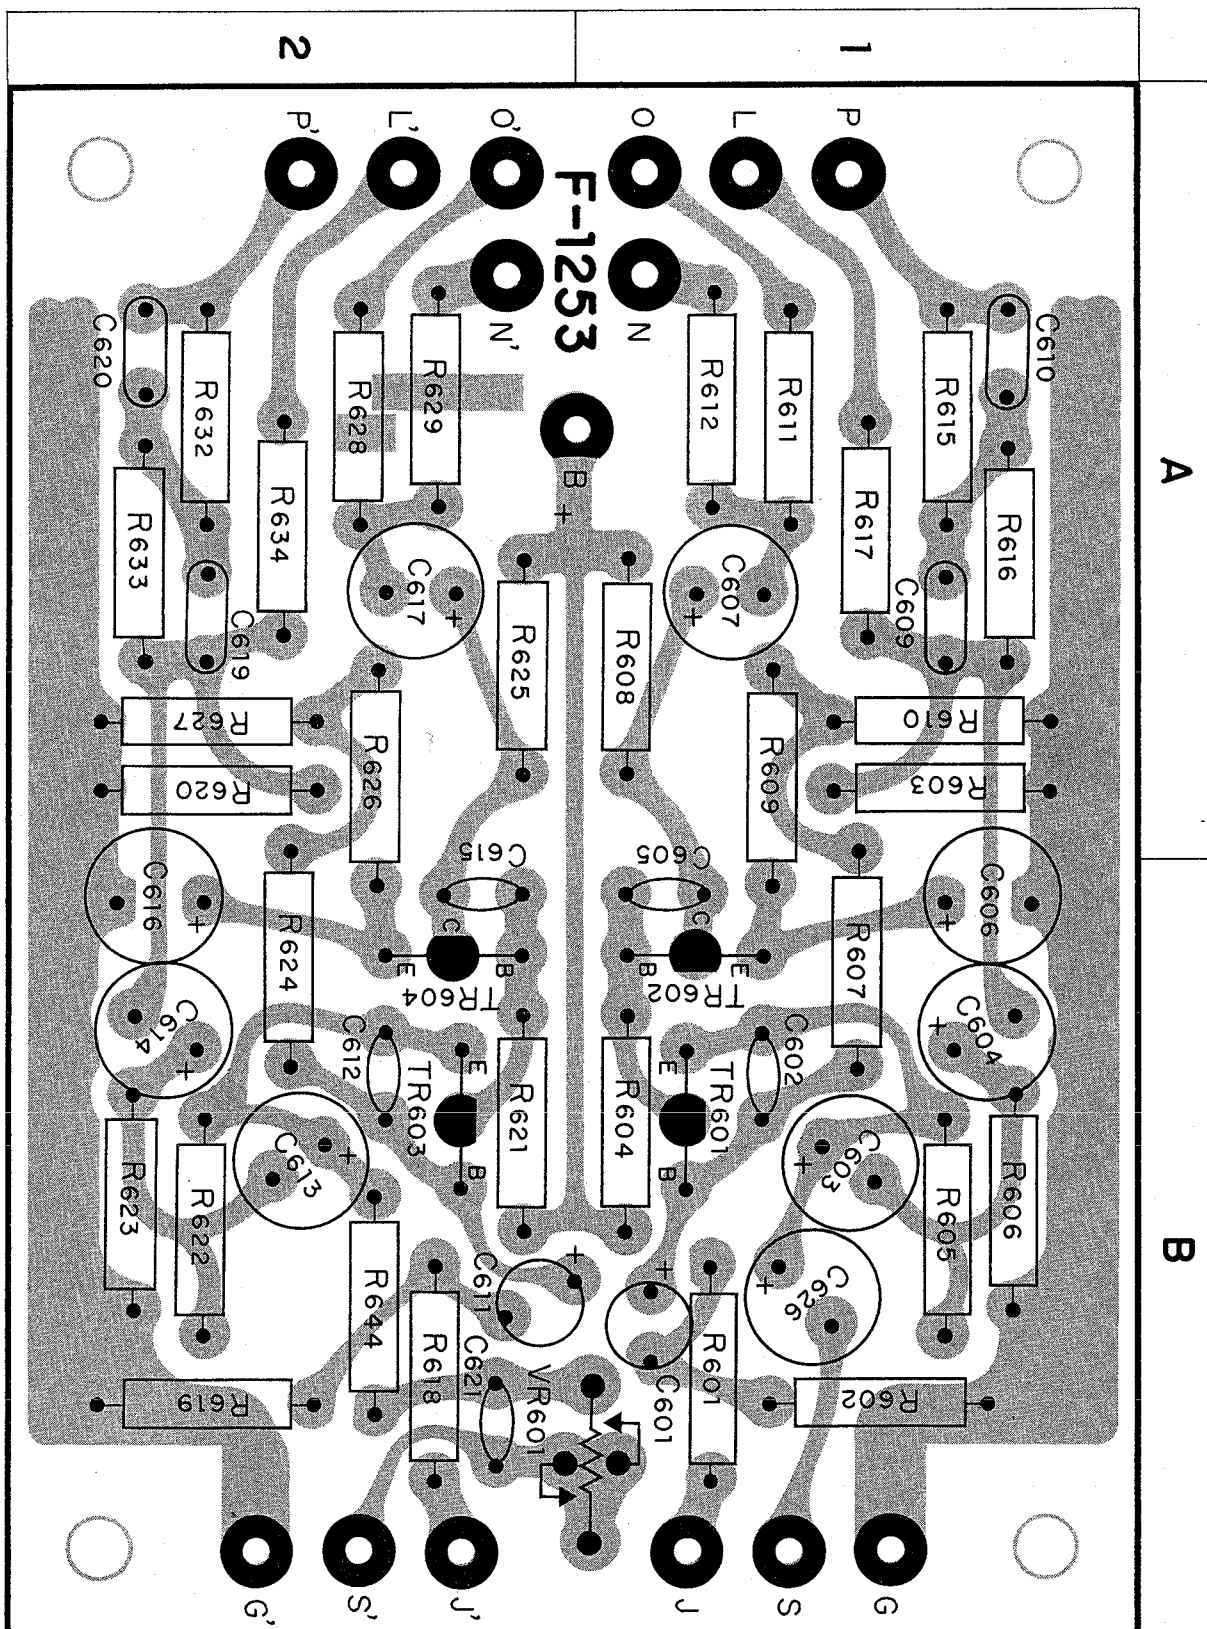 2
1
A
B
P'
L'
O'
O
L
P
F-1253
N'
N
C620
R632
R628
R629
R612
R611
R615
C610
B
+
R633
R634
R617
R616
C619
C617
+
R625
R608
C607
+
C609
R627
R626
R609
R610
R620
R603
C616
+
C615
C605
C606
+
R624
E
C
B
TR604
B
C
E
TR602
R607
C614
+
C612
E
TR603
B
R621
R604
E
TR601
B
C602
C604
+
R623
R622
C613
+
C603
+
R605
R606
R644
C611
+
+
C601
C626
+
R619
R618
C621
VR601
R601
R602
G'
S'
J'
J
S
G